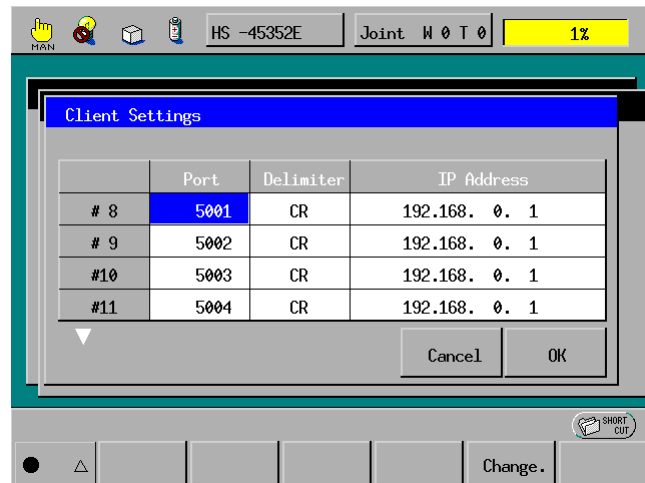 MAN HS -45352E Joint W 0 T 0 1%
Client Settings
Port Delimiter IP Address
# 8 5001 CR 192.168. 0. 1
# 9 5002 CR 192.168. 0. 1
#10 5003 CR 192.168. 0. 1
#11 5004 CR 192.168. 0. 1
Cancel OK
SHORT
CUT
Change.